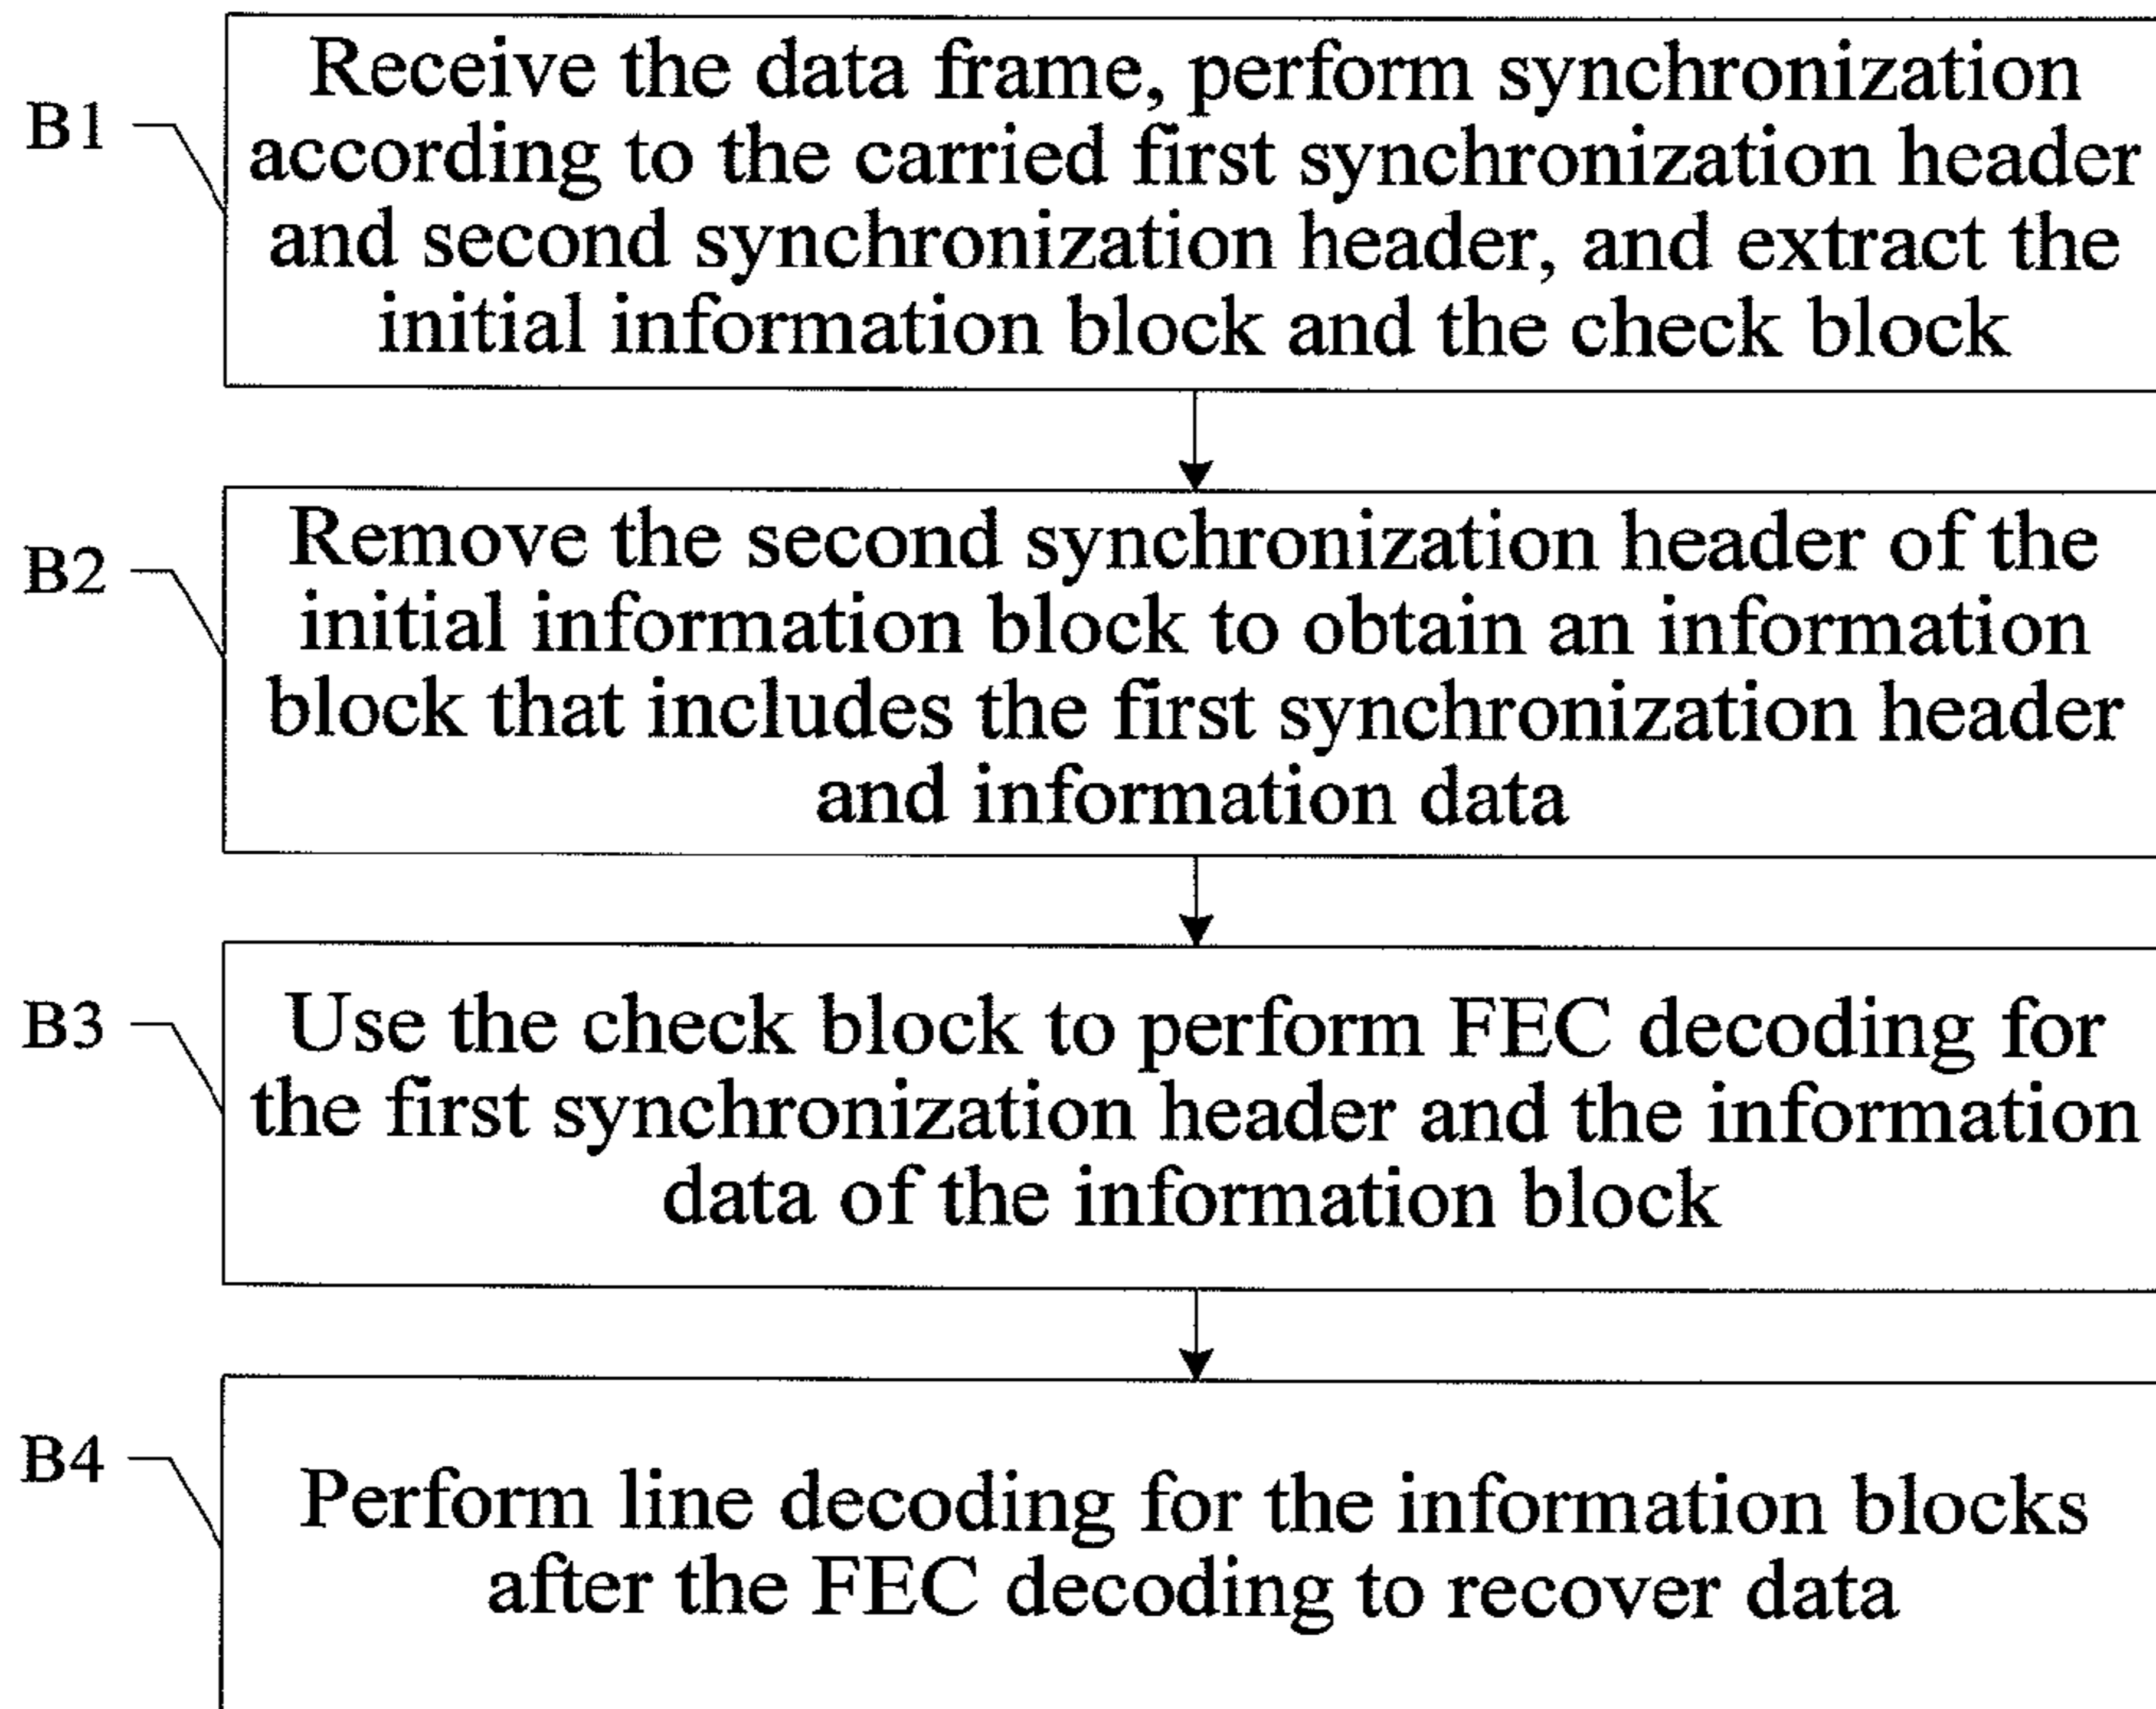 B1
Receive the data frame, perform synchronization
according to the carried first synchronization header
and second synchronization header, and extract the
initial information block and the check block
B2
Remove the second synchronization header of the
initial information block to obtain an information
block that includes the first synchronization header
and information data
B3
Use the check block to perform FEC decoding for
the first synchronization header and the information
data of the information block
B4
Perform line decoding for the information blocks
after the FEC decoding to recover data